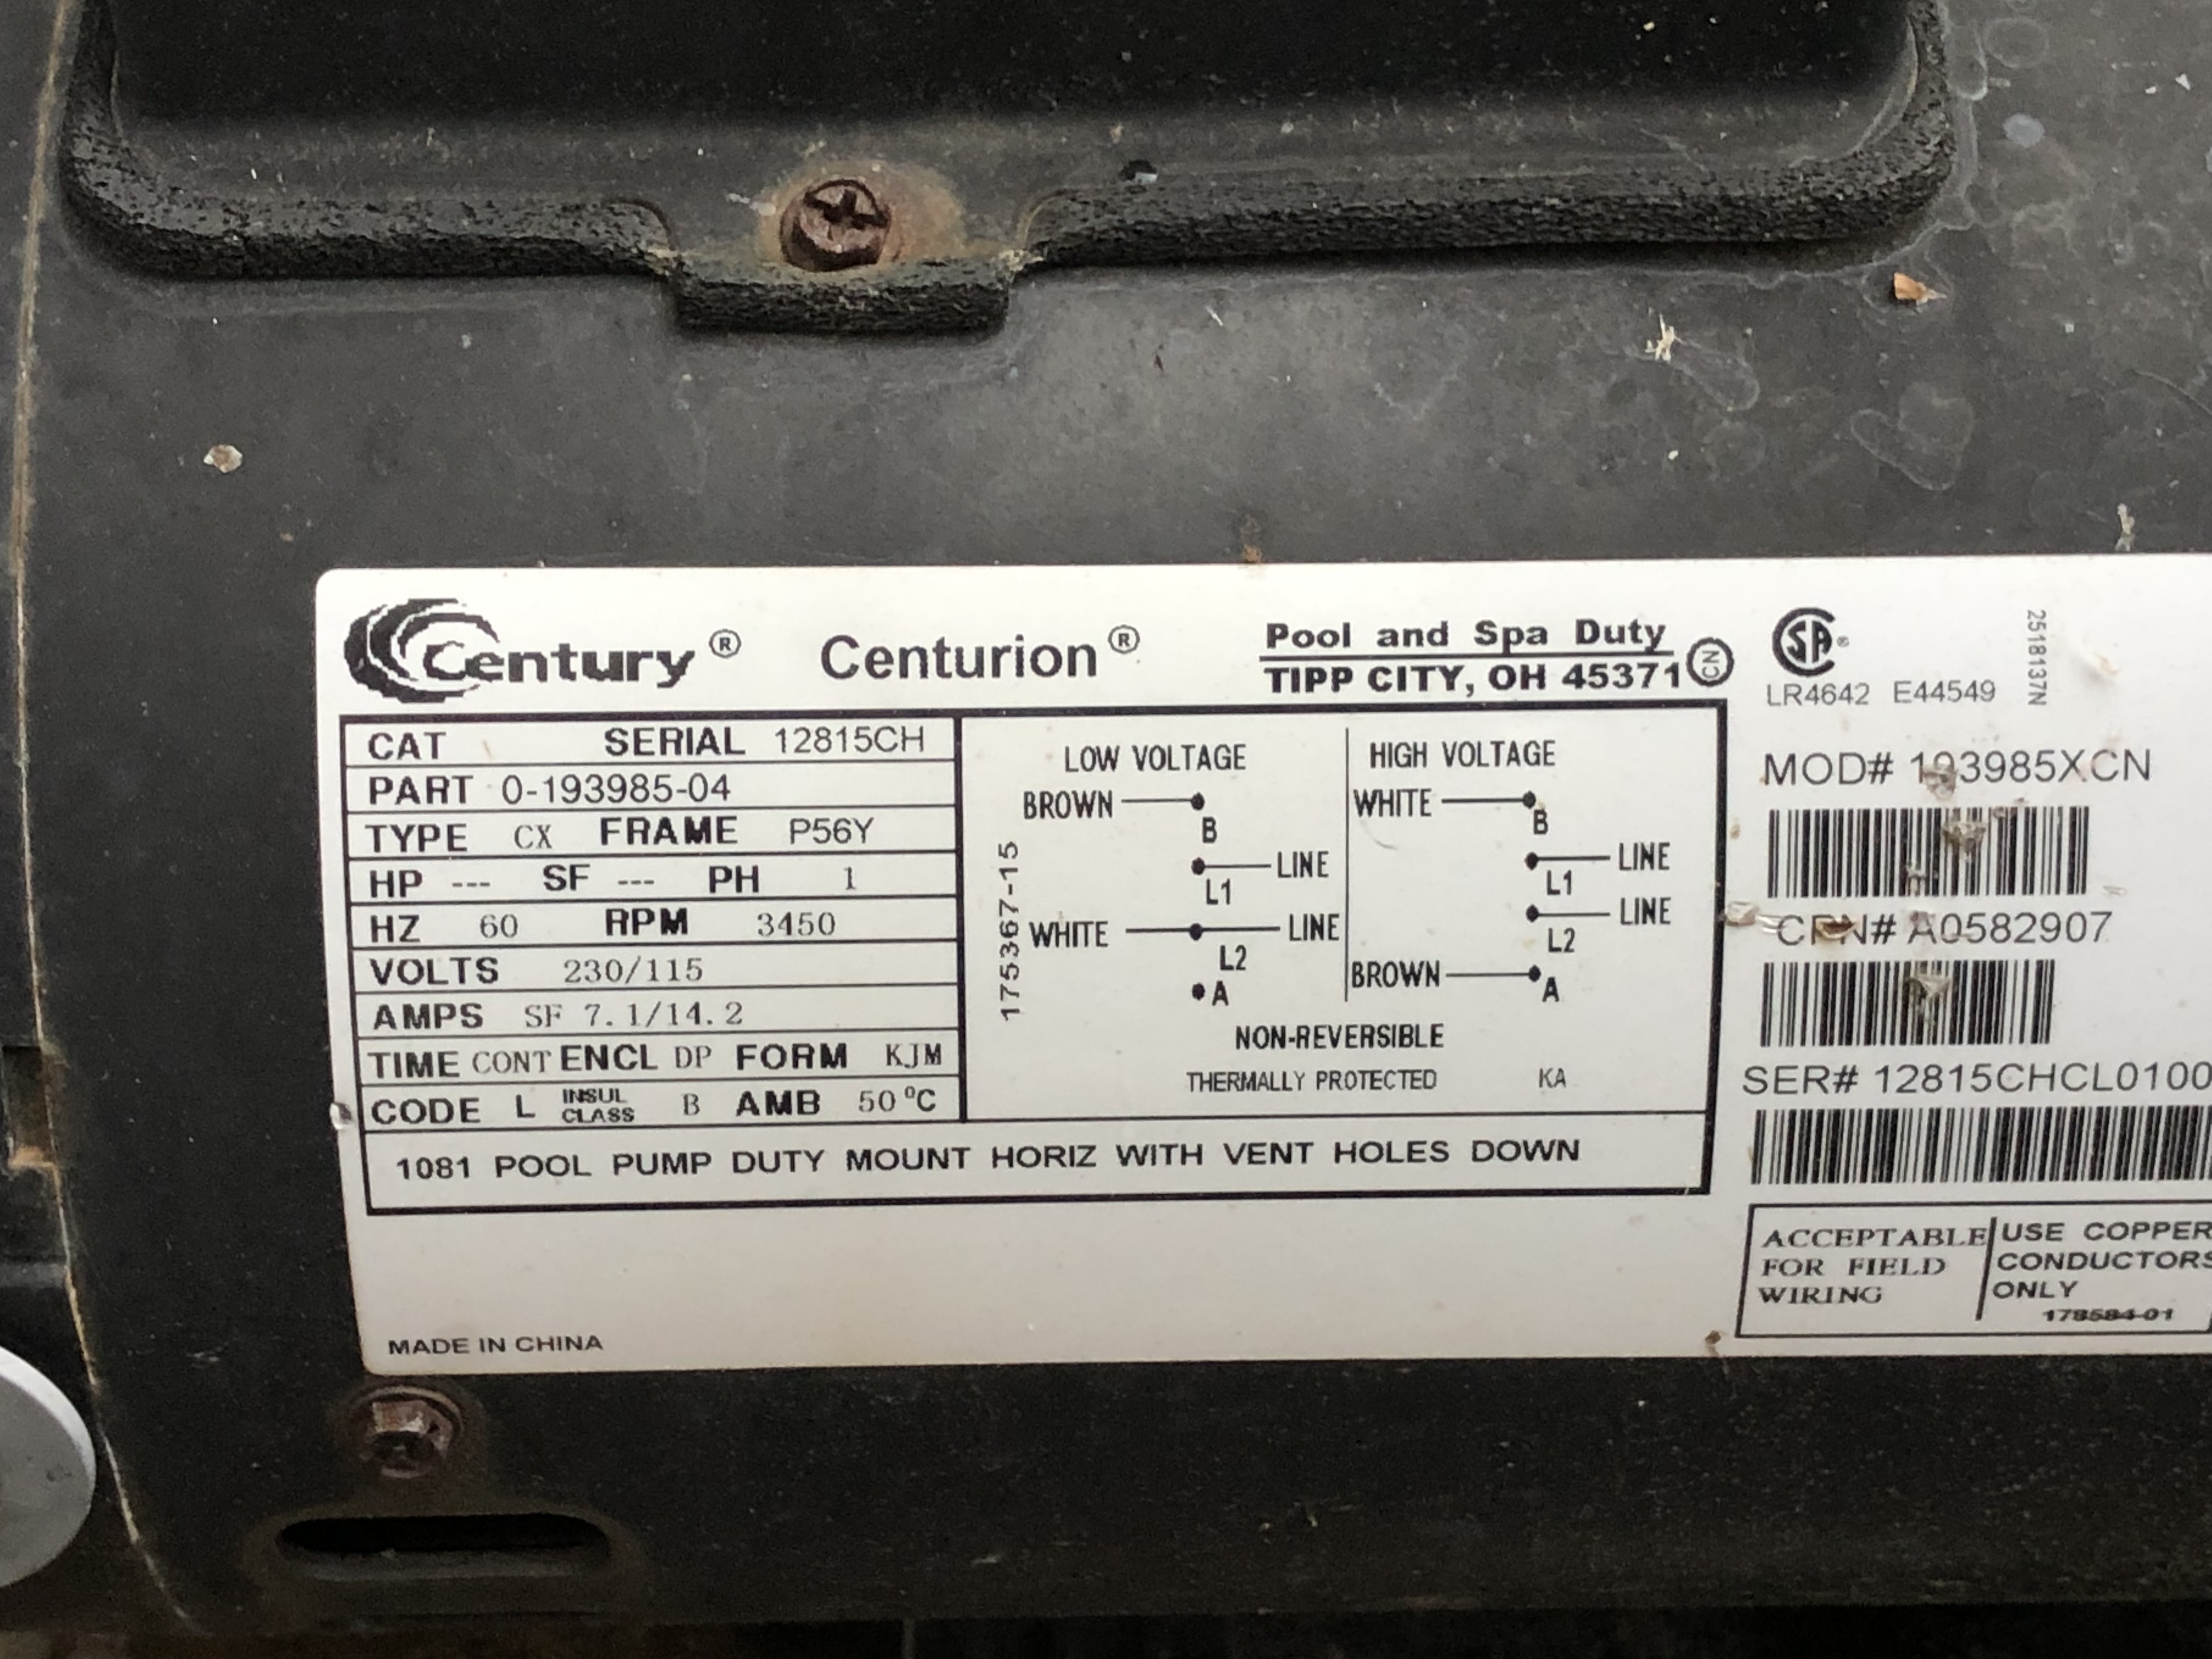 Century® Centurion® Pool and Spa Duty
TIPP CITY, OH 45371 CN
CAT SERIAL 12815CH
PART 0-193985-04
TYPE CX FRAME P56Y
HP --- SF --- PH 1
HZ 60 RPM 3450
VOLTS 230/115
AMPS SF 7.1/14.2
TIME CONT ENCL DP FORM KJM
CODE L INSUL CLASS B AMB 50°C
1753367-15
LOW VOLTAGE
BROWN B
L1 LINE
WHITE L2 LINE
A
HIGH VOLTAGE
WHITE B
L1 LINE
L2 LINE
BROWN A
NON-REVERSIBLE
THERMALLY PROTECTED KA
1081 POOL PUMP DUTY MOUNT HORIZ WITH VENT HOLES DOWN
MADE IN CHINA
SA®
LR4642 E44549
2518137N
MOD# 193985XCN
CPN# A0582907
SER# 12815CHCL0100
ACCEPTABLE
FOR FIELD
WIRING
USE COPPER
CONDUCTORS
ONLY
178584-01